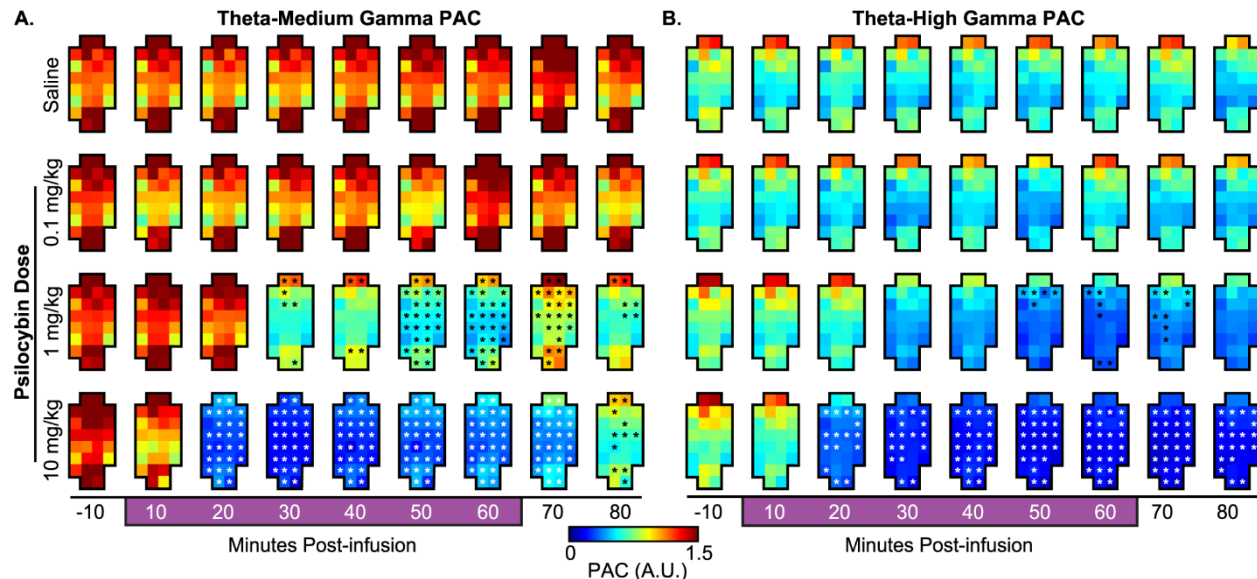 A. Theta-Medium Gamma PAC
B. Theta-High Gamma PAC
Psilocybin Dose
Saline
0.1 mg/kg
1 mg/kg
10 mg/kg
-10 10 20 30 40 50 60 70 80
-10 10 20 30 40 50 60 70 80
Minutes Post-infusion
0 1.5
PAC (A.U.)
Minutes Post-infusion